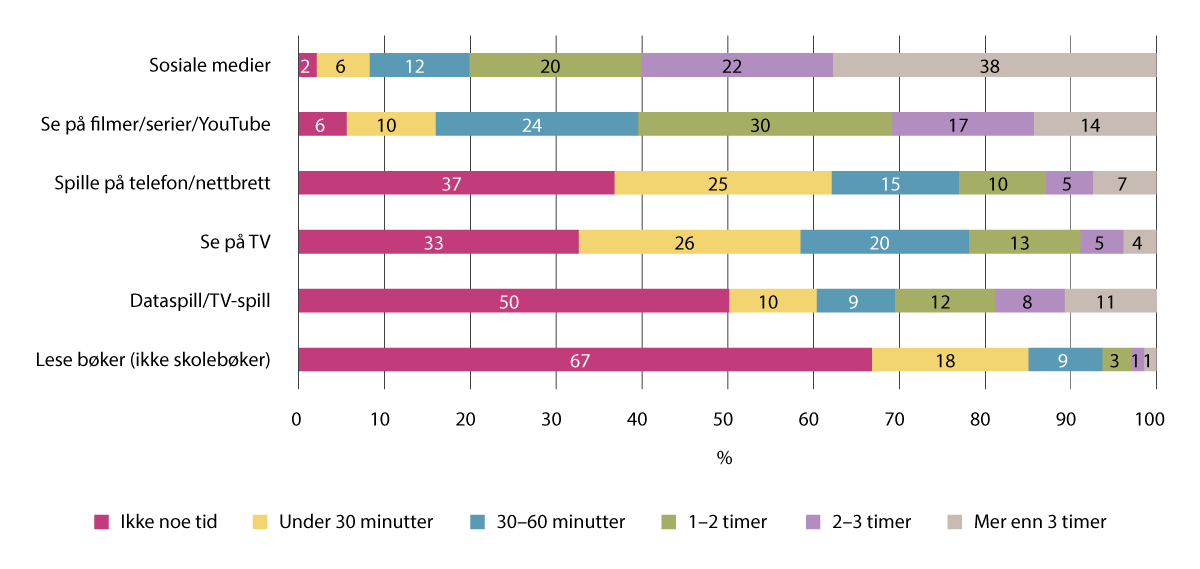 Sosiale medier 2 6 12 20 22 38
Se på filmer/serier/YouTube 6 10 24 30 17 14
Spille på telefon/nettbrett 37 25 15 10 5 7
Se på TV 33 26 20 13 5 4
Dataspill/TV-spill 50 10 9 12 8 11
Lese bøker (ikke skolebøker) 67 18 9 3 1 1
0 10 20 30 40 50 60 70 80 90 100
%
Ikke noe tid Under 30 minutter 30–60 minutter 1–2 timer 2–3 timer Mer enn 3 timer